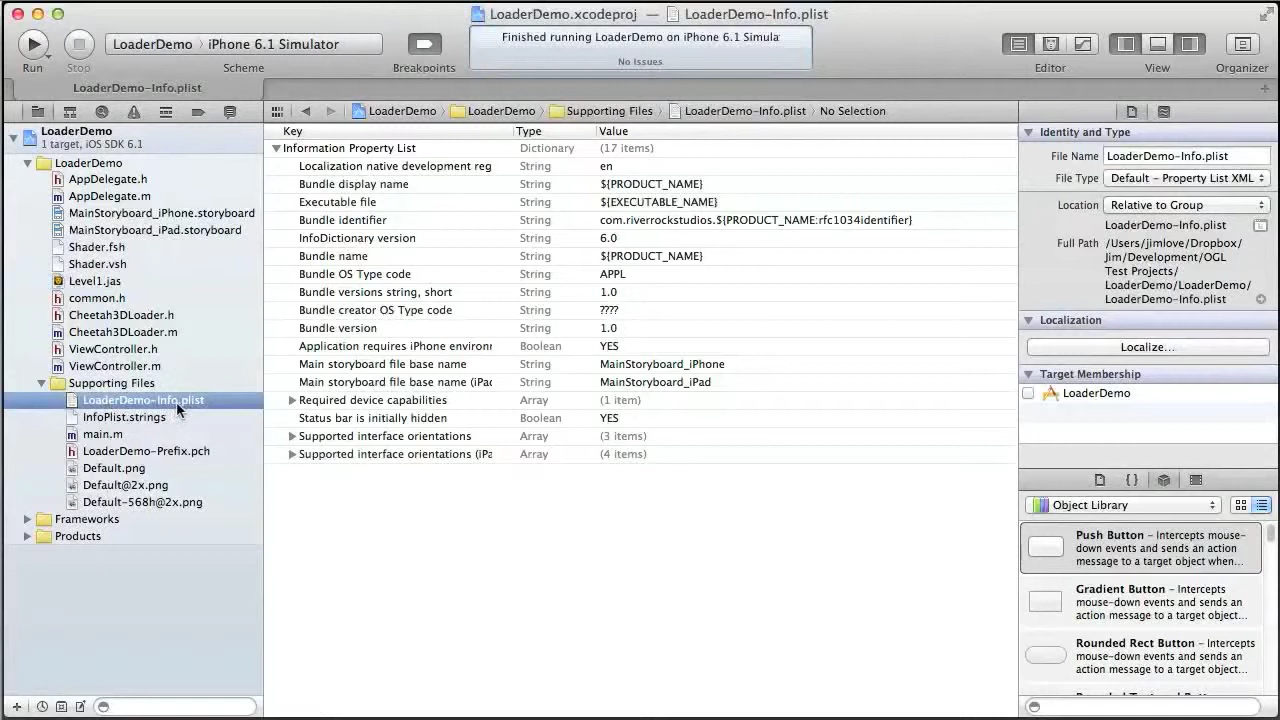 LoaderDemo.xcodeproj — LoaderDemo-Info.plist
LoaderDemo 〉 iPhone 6.1 Simulator
Finished running LoaderDemo on iPhone 6.1 Simula
No Issues
Run
Stop
Scheme
Breakpoints
Editor
View
Organizer
LoaderDemo-Info.plist
LoaderDemo 〉 LoaderDemo 〉 Supporting Files 〉 LoaderDemo-Info.plist 〉 No Selection
LoaderDemo
1 target, iOS SDK 6.1
LoaderDemo
AppDelegate.h
AppDelegate.m
MainStoryboard_iPhone.storyboard
MainStoryboard_iPad.storyboard
Shader.fsh
Shader.vsh
Level1.jas
common.h
Cheetah3DLoader.h
Cheetah3DLoader.m
ViewController.h
ViewController.m
Supporting Files
LoaderDemo-Info.plist
InfoPlist.strings
main.m
LoaderDemo-Prefix.pch
Default.png
Default@2x.png
Default-568h@2x.png
Frameworks
Products
Key Type Value
Information Property List Dictionary (17 items)
Localization native development reg String en
Bundle display name String ${PRODUCT_NAME}
Executable file String ${EXECUTABLE_NAME}
Bundle identifier String com.riverrockstudios.${PRODUCT_NAME:rfc1034identifier}
InfoDictionary version String 6.0
Bundle name String ${PRODUCT_NAME}
Bundle OS Type code String APPL
Bundle versions string, short String 1.0
Bundle creator OS Type code String ????
Bundle version String 1.0
Application requires iPhone environr Boolean YES
Main storyboard file base name String MainStoryboard_iPhone
Main storyboard file base name (iPac String MainStoryboard_iPad
Required device capabilities Array (1 item)
Status bar is initially hidden Boolean YES
Supported interface orientations Array (3 items)
Supported interface orientations (iPa Array (4 items)
Identity and Type
File Name LoaderDemo-Info.plist
File Type Default - Property List XML
Location Relative to Group
LoaderDemo-Info.plist
Full Path /Users/jimlove/Dropbox/
Jim/Development/OGL
Test Projects/
LoaderDemo/LoaderDemo/
LoaderDemo-Info.plist
Localization
Localize...
Target Membership
LoaderDemo
Object Library
Push Button - Intercepts mouse-
down events and sends an action
message to a target object when...
Gradient Button - Intercepts
mouse-down events and sends an
action message to a target object...
Rounded Rect Button - Intercepts
mouse-down events and sends an
action message to a target object...